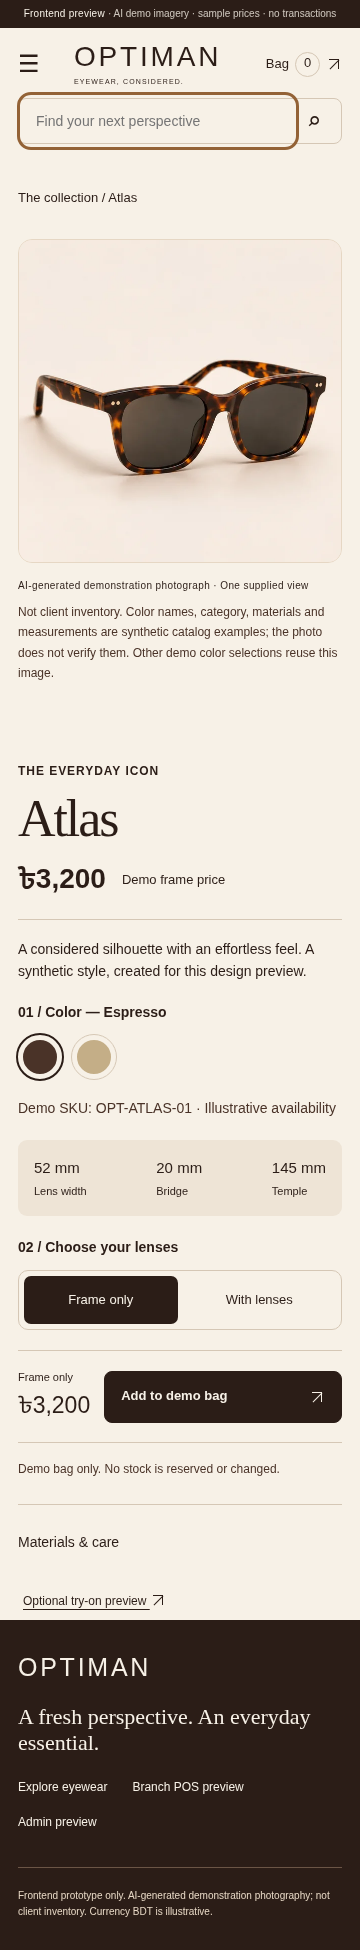 Frontend preview · AI demo imagery · sample prices · no transactions
OPTIMAN
EYEWEAR, CONSIDERED.
Bag 0
Find your next perspective
The collection / Atlas
AI-generated demonstration photograph · One supplied view
Not client inventory. Color names, category, materials and
measurements are synthetic catalog examples; the photo
does not verify them. Other demo color selections reuse this
image.
THE EVERYDAY ICON
Atlas
৳3,200 Demo frame price
A considered silhouette with an effortless feel. A
synthetic style, created for this design preview.
01 / Color — Espresso
Demo SKU: OPT-ATLAS-01 · Illustrative availability
52 mm 20 mm 145 mm
Lens width Bridge Temple
02 / Choose your lenses
Frame only With lenses
Frame only
৳3,200
Add to demo bag
Demo bag only. No stock is reserved or changed.
Materials & care
Optional try-on preview
OPTIMAN
A fresh perspective. An everyday
essential.
Explore eyewear Branch POS preview
Admin preview
Frontend prototype only. AI-generated demonstration photography; not
client inventory. Currency BDT is illustrative.